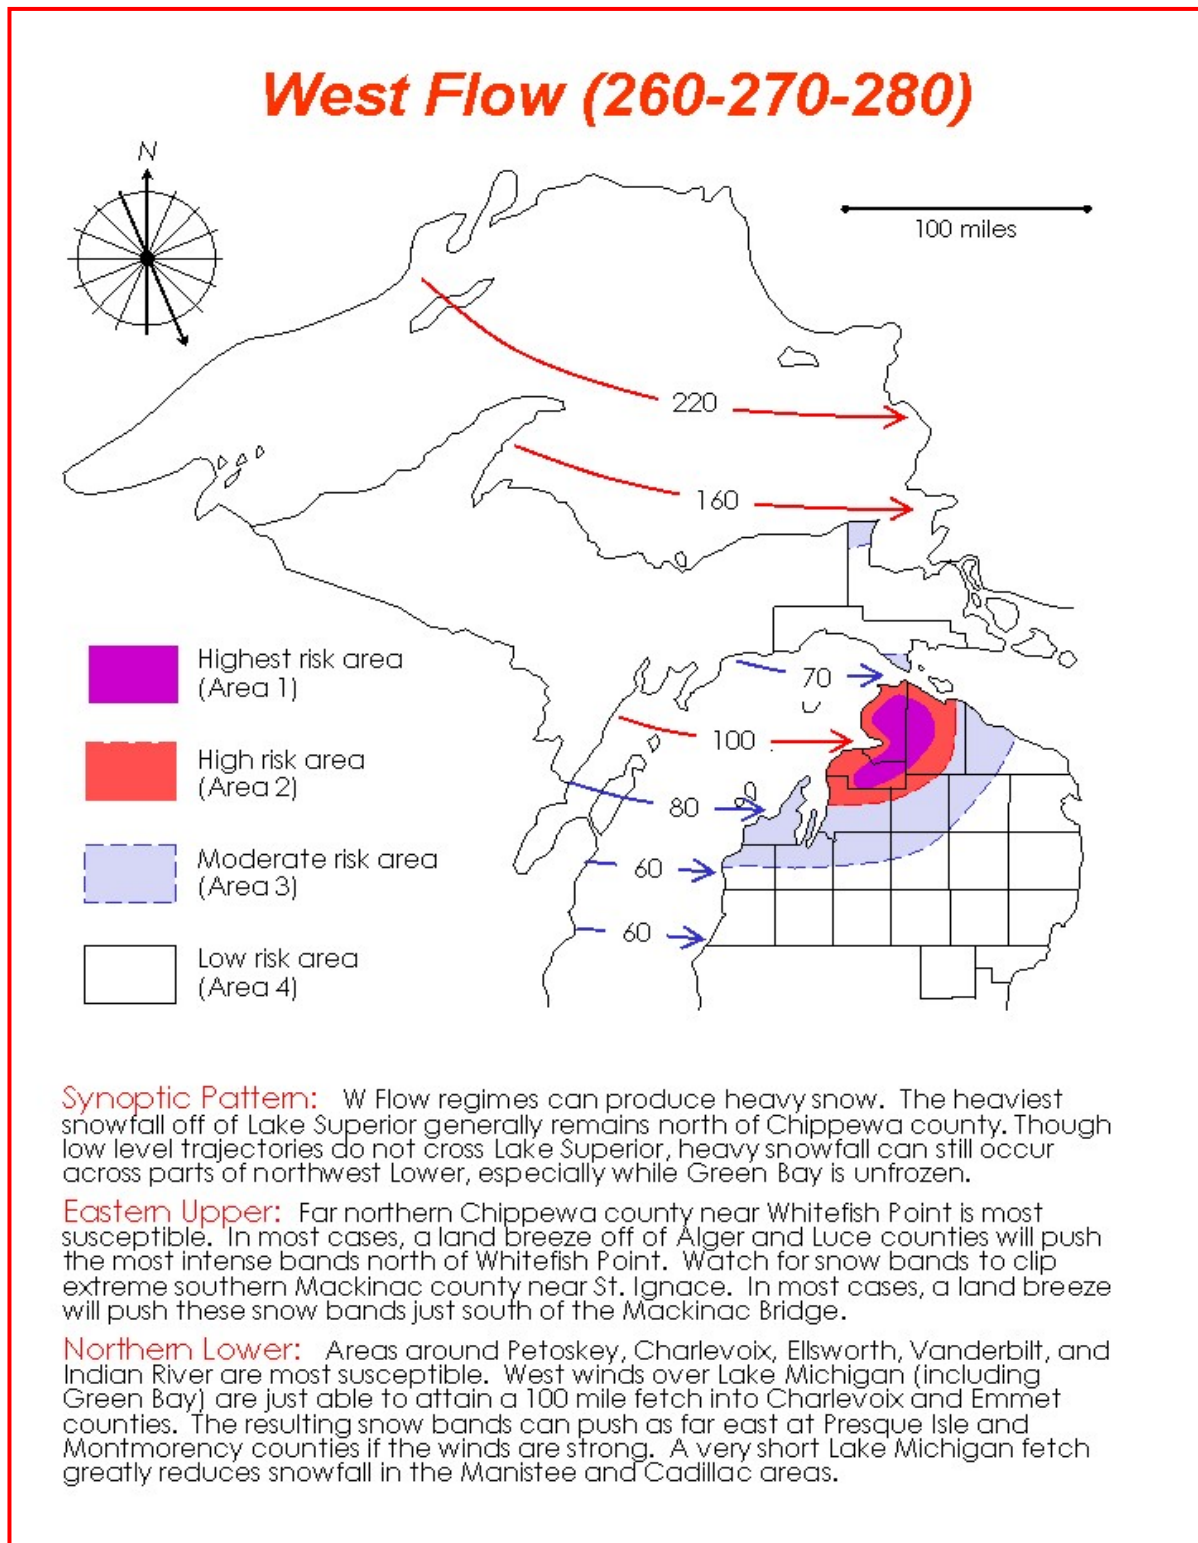 West Flow (260-270-280)
N
100 miles
220
160
70
100
80
60
60
Highest risk area
(Area 1)
High risk area
(Area 2)
Moderate risk area
(Area 3)
Low risk area
(Area 4)
Synoptic Pattern: W Flow regimes can produce heavy snow. The heaviest
snowfall off of Lake Superior generally remains north of Chippewa county. Though
low level trajectories do not cross Lake Superior, heavy snowfall can still occur
across parts of northwest Lower, especially while Green Bay is unfrozen.
Eastern Upper: Far northern Chippewa county near Whitefish Point is most
susceptible. In most cases, a land breeze off of Alger and Luce counties will push
the most intense bands north of Whitefish Point. Watch for snow bands to clip
extreme southern Mackinac county near St. Ignace. In most cases, a land breeze
will push these snow bands just south of the Mackinac Bridge.
Northern Lower: Areas around Petoskey, Charlevoix, Ellsworth, Vanderbilt, and
Indian River are most susceptible. West winds over Lake Michigan (including
Green Bay) are just able to attain a 100 mile fetch into Charlevoix and Emmet
counties. The resulting snow bands can push as far east at Presque Isle and
Montmorency counties if the winds are strong. A very short Lake Michigan fetch
greatly reduces snowfall in the Manistee and Cadillac areas.